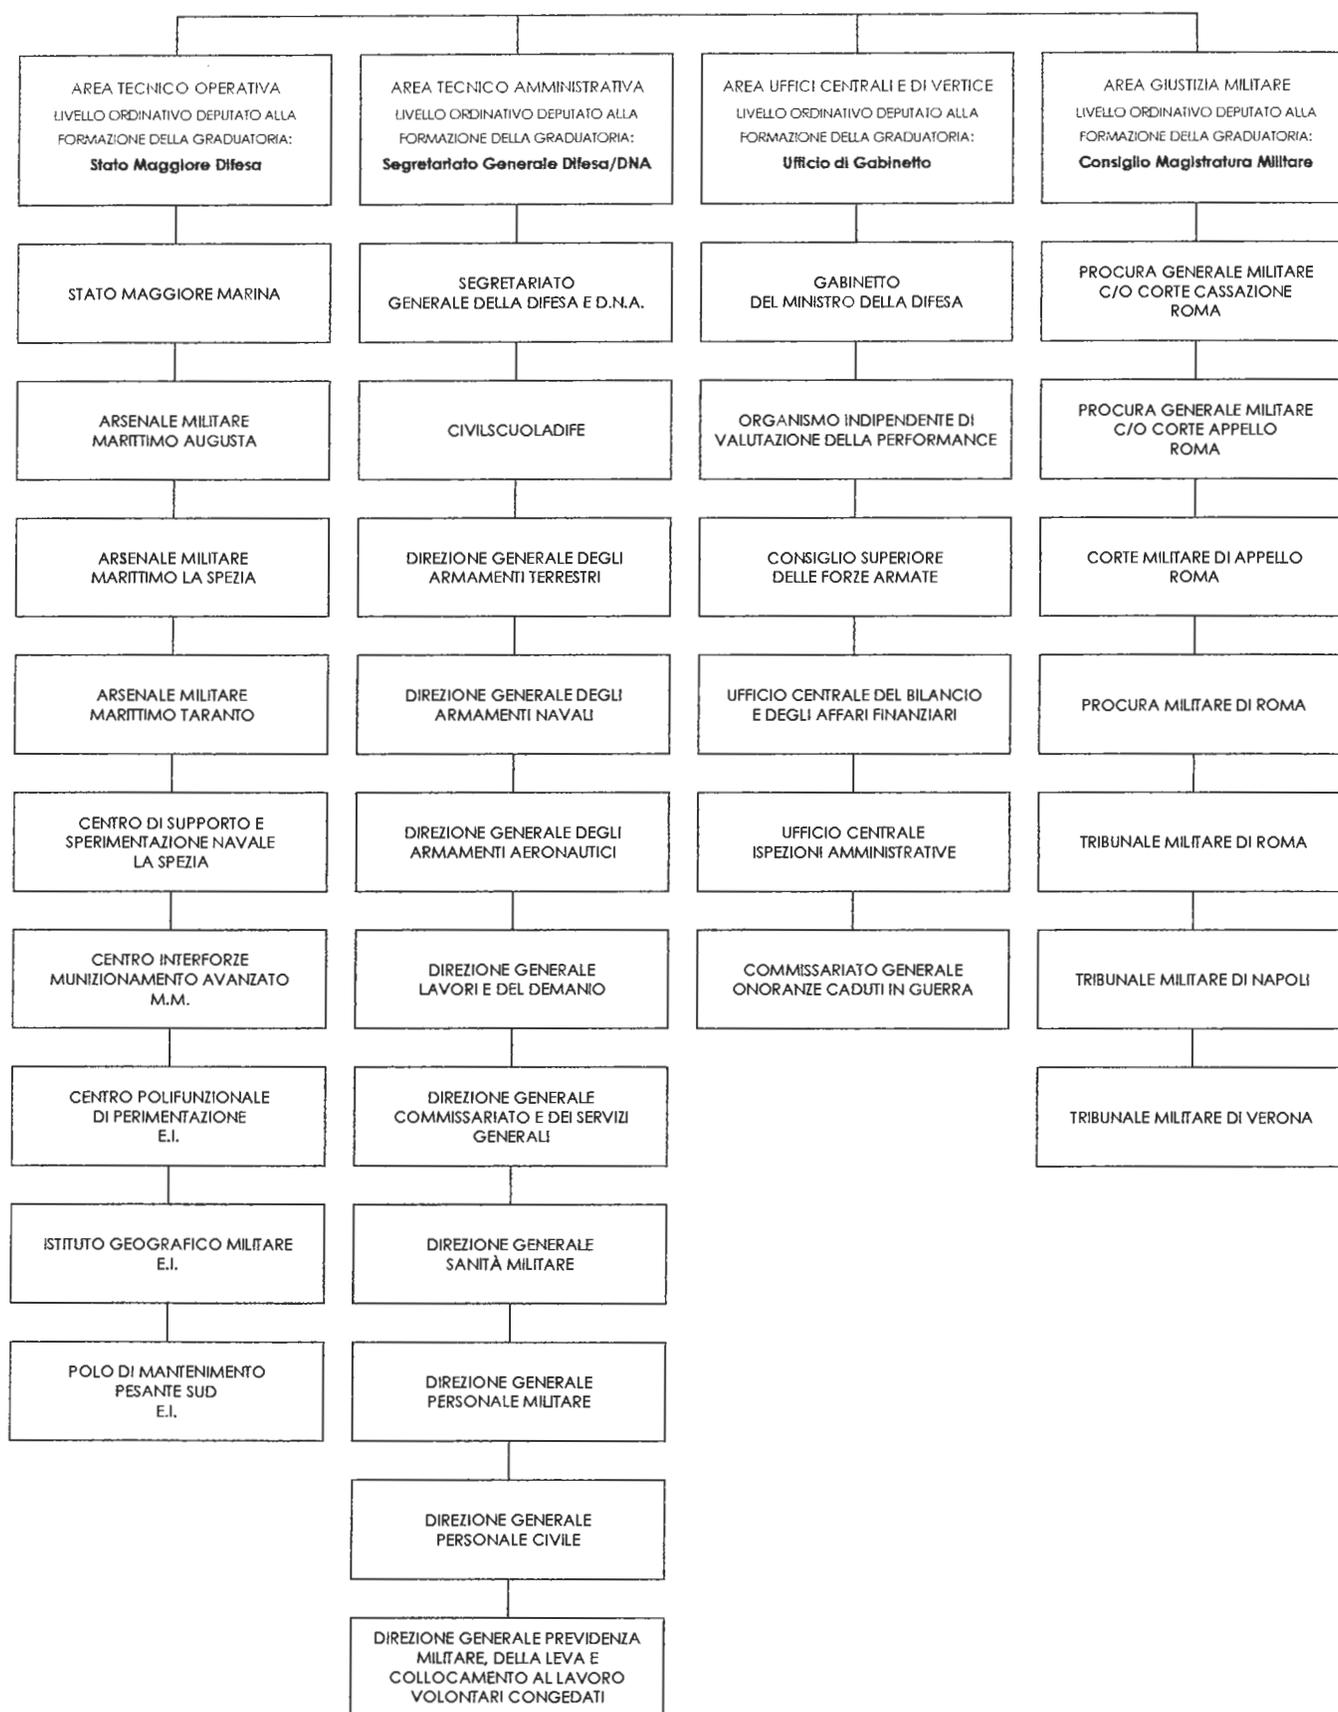 AREA TECNICO OPERATIVA
LIVELLO ORDINATIVO DEPUTATO ALLA
FORMAZIONE DELLA GRADUATORIA:
Stato Maggiore Difesa
STATO MAGGIORE MARINA
ARSENALE MILITARE
MARITTIMO AUGUSTA
ARSENALE MILITARE
MARITTIMO LA SPEZIA
ARSENALE MILITARE
MARITTIMO TARANTO
CENTRO DI SUPPORTO E
SPERIMENTAZIONE NAVALE
LA SPEZIA
CENTRO INTERFORZE
MUNIZIONAMENTO AVANZATO
M.M.
CENTRO POLIFUNZIONALE
DI PERIMENTAZIONE
E.I.
ISTITUTO GEOGRAFICO MILITARE
E.I.
POLO DI MANTENIMENTO
PESANTE SUD
E.I.
AREA TECNICO AMMINISTRATIVA
LIVELLO ORDINATIVO DEPUTATO ALLA
FORMAZIONE DELLA GRADUATORIA:
Segretariato Generale Difesa/DNA
SEGRETARIATO
GENERALE DELLA DIFESA E D.N.A.
CIVILSCUOLADIFE
DIREZIONE GENERALE DEGLI
ARMAMENTI TERRESTRI
DIREZIONE GENERALE DEGLI
ARMAMENTI NAVALI
DIREZIONE GENERALE DEGLI
ARMAMENTI AERONAUTICI
DIREZIONE GENERALE
LAVORI E DEL DEMANIO
DIREZIONE GENERALE
COMMISSARIATO E DEI SERVIZI
GENERALI
DIREZIONE GENERALE
SANITÀ MILITARE
DIREZIONE GENERALE
PERSONALE MILITARE
DIREZIONE GENERALE
PERSONALE CIVILE
DIREZIONE GENERALE PREVIDENZA
MILITARE, DELLA LEVA E
COLLOCAMENTO AL LAVORO
VOLONTARI CONGEDATI
AREA UFFICI CENTRALI E DI VERTICE
LIVELLO ORDINATIVO DEPUTATO ALLA
FORMAZIONE DELLA GRADUATORIA:
Ufficio di Gabinetto
GABINETTO
DEL MINISTRO DELLA DIFESA
ORGANISMO INDIPENDENTE DI
VALUTAZIONE DELLA PERFORMANCE
CONSIGLIO SUPERIORE
DELLE FORZE ARMATE
UFFICIO CENTRALE DEL BILANCIO
E DEGLI AFFARI FINANZIARI
UFFICIO CENTRALE
ISPEZIONI AMMINISTRATIVE
COMMISSARIATO GENERALE
ONORANZE CADUTI IN GUERRA
AREA GIUSTIZIA MILITARE
LIVELLO ORDINATIVO DEPUTATO ALLA
FORMAZIONE DELLA GRADUATORIA:
Consiglio Magistratura Militare
PROCURA GENERALE MILITARE
C/O CORTE CASSAZIONE
ROMA
PROCURA GENERALE MILITARE
C/O CORTE APPELLO
ROMA
CORTE MILITARE DI APPELLO
ROMA
PROCURA MILITARE DI ROMA
TRIBUNALE MILITARE DI ROMA
TRIBUNALE MILITARE DI NAPOLI
TRIBUNALE MILITARE DI VERONA